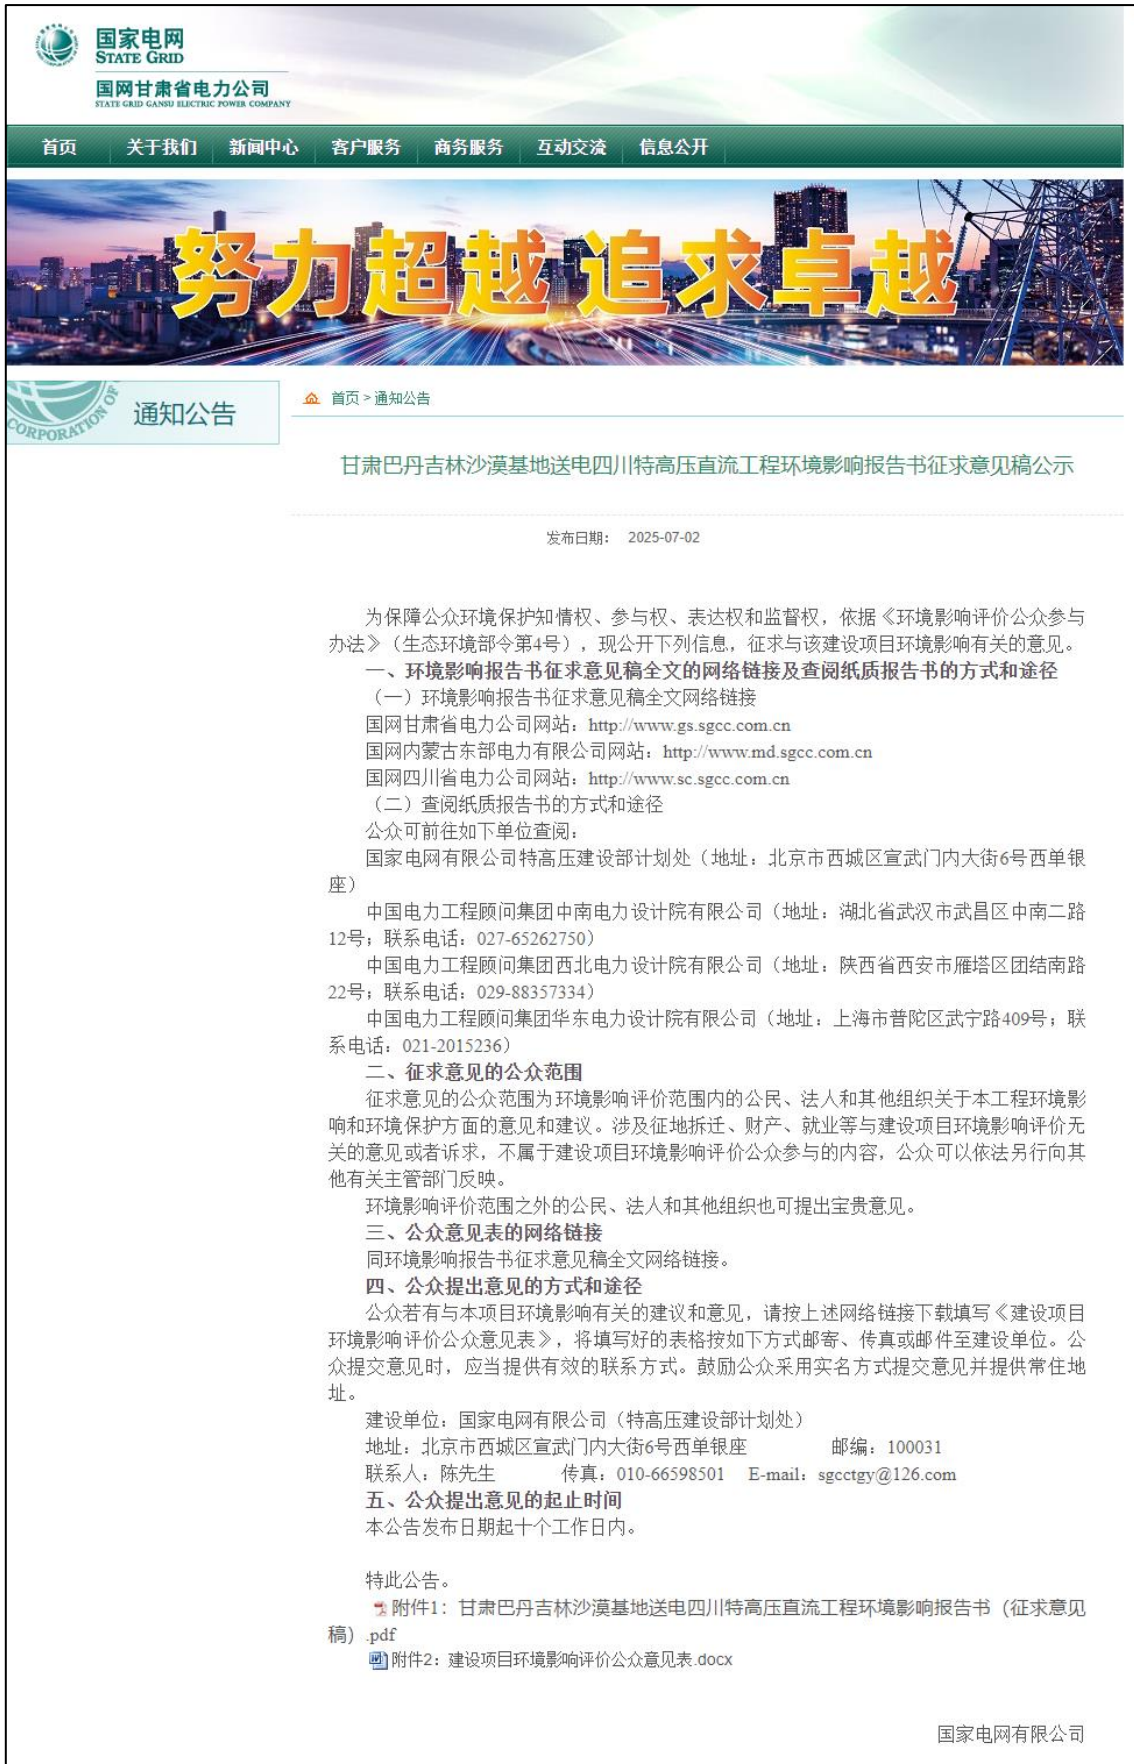 国家电网
STATE GRID
国网甘肃省电力公司
STATE GRID GANSU ELECTRIC POWER COMPANY
首页 关于我们 新闻中心 客户服务 商务服务 互动交流 信息公开
努力超越 追求卓越
CORPORATION OF
通知公告
首页 > 通知公告
甘肃巴丹吉林沙漠基地送电四川特高压直流工程环境影响报告书征求意见稿公示
发布日期: 2025-07-02
为保障公众环境保护知情权、参与权、表达权和监督权，依据《环境影响评价公众参与
办法》（生态环境部令第4号），现公开下列信息，征求与该建设项目环境影响有关的意见。
一、环境影响报告书征求意见稿全文的网络链接及查阅纸质报告书的方式和途径
（一）环境影响报告书征求意见稿全文网络链接
国网甘肃省电力公司网站：http://www.gs.sgcc.com.cn
国网内蒙古东部电力有限公司网站：http://www.md.sgcc.com.cn
国网四川省电力公司网站：http://www.sc.sgcc.com.cn
（二）查阅纸质报告书的方式和途径
公众可前往如下单位查阅：
国家电网有限公司特高压建设部计划处（地址：北京市西城区宣武门内大街6号西单银
座）
中国电力工程顾问集团中南电力设计院有限公司（地址：湖北省武汉市武昌区中南二路
12号；联系电话：027-65262750）
中国电力工程顾问集团西北电力设计院有限公司（地址：陕西省西安市雁塔区团结南路
22号；联系电话：029-88357334）
中国电力工程顾问集团华东电力设计院有限公司（地址：上海市普陀区武宁路409号；联
系电话：021-2015236）
二、征求意见的公众范围
征求意见的公众范围为环境影响评价范围内的公民、法人和其他组织关于本工程环境影
响和环境保护方面的意见和建议。涉及征地拆迁、财产、就业等与建设项目环境影响评价无
关的意见或者诉求，不属于建设项目环境影响评价公众参与的内容，公众可以依法另行向其
他有关主管部门反映。
环境影响评价范围之外的公民、法人和其他组织也可提出宝贵意见。
三、公众意见表的网络链接
同环境影响报告书征求意见稿全文网络链接。
四、公众提出意见的方式和途径
公众若有与本项目环境影响有关的建议和意见，请按上述网络链接下载填写《建设项目
环境影响评价公众意见表》，将填写好的表格按如下方式邮寄、传真或邮件至建设单位。公
众提交意见时，应当提供有效的联系方式。鼓励公众采用实名方式提交意见并提供常住地
址。
建设单位：国家电网有限公司（特高压建设部计划处）
地址：北京市西城区宣武门内大街6号西单银座 邮编：100031
联系人：陈先生 传真：010-66598501 E-mail：sgcctgy@126.com
五、公众提出意见的起止时间
本公告发布日期起十个工作日内。
特此公告。
附件1：甘肃巴丹吉林沙漠基地送电四川特高压直流工程环境影响报告书（征求意见
稿）.pdf
附件2：建设项目环境影响评价公众意见表.docx
国家电网有限公司